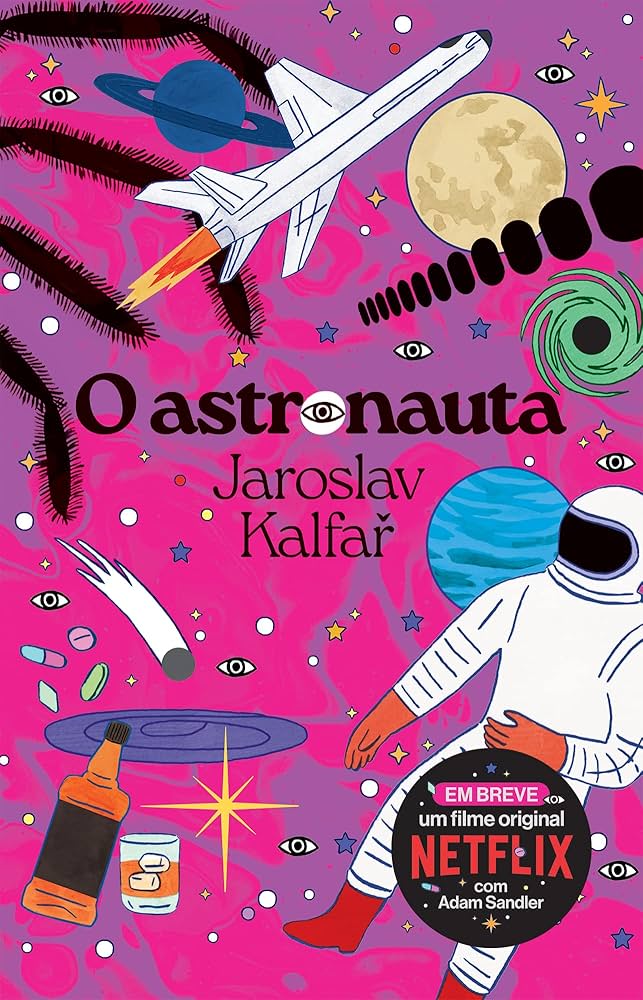 O astronauta
Jaroslav
Kalfař
EM BREVE
um filme original
NETFLIX
com
Adam Sandler